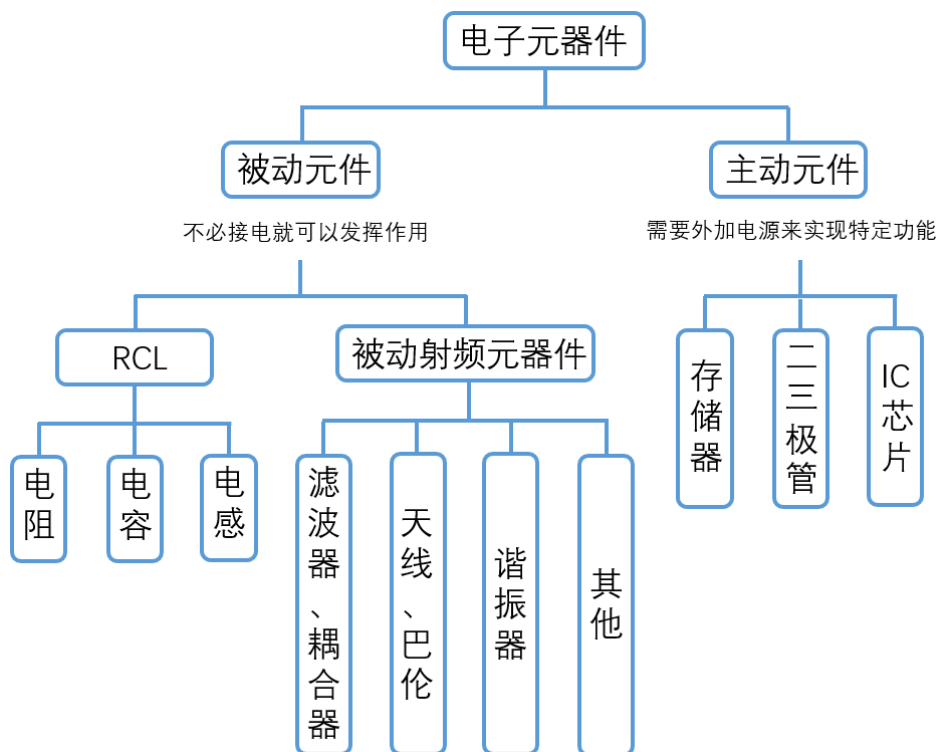 电子元器件
被动元件
主动元件
不必接电就可以发挥作用
需要外加电源来实现特定功能
RCL
被动射频元器件
存储器
二三极管
IC芯片
电阻
电容
电感
滤波器、耦合器
天线、巴伦
谐振器
其他